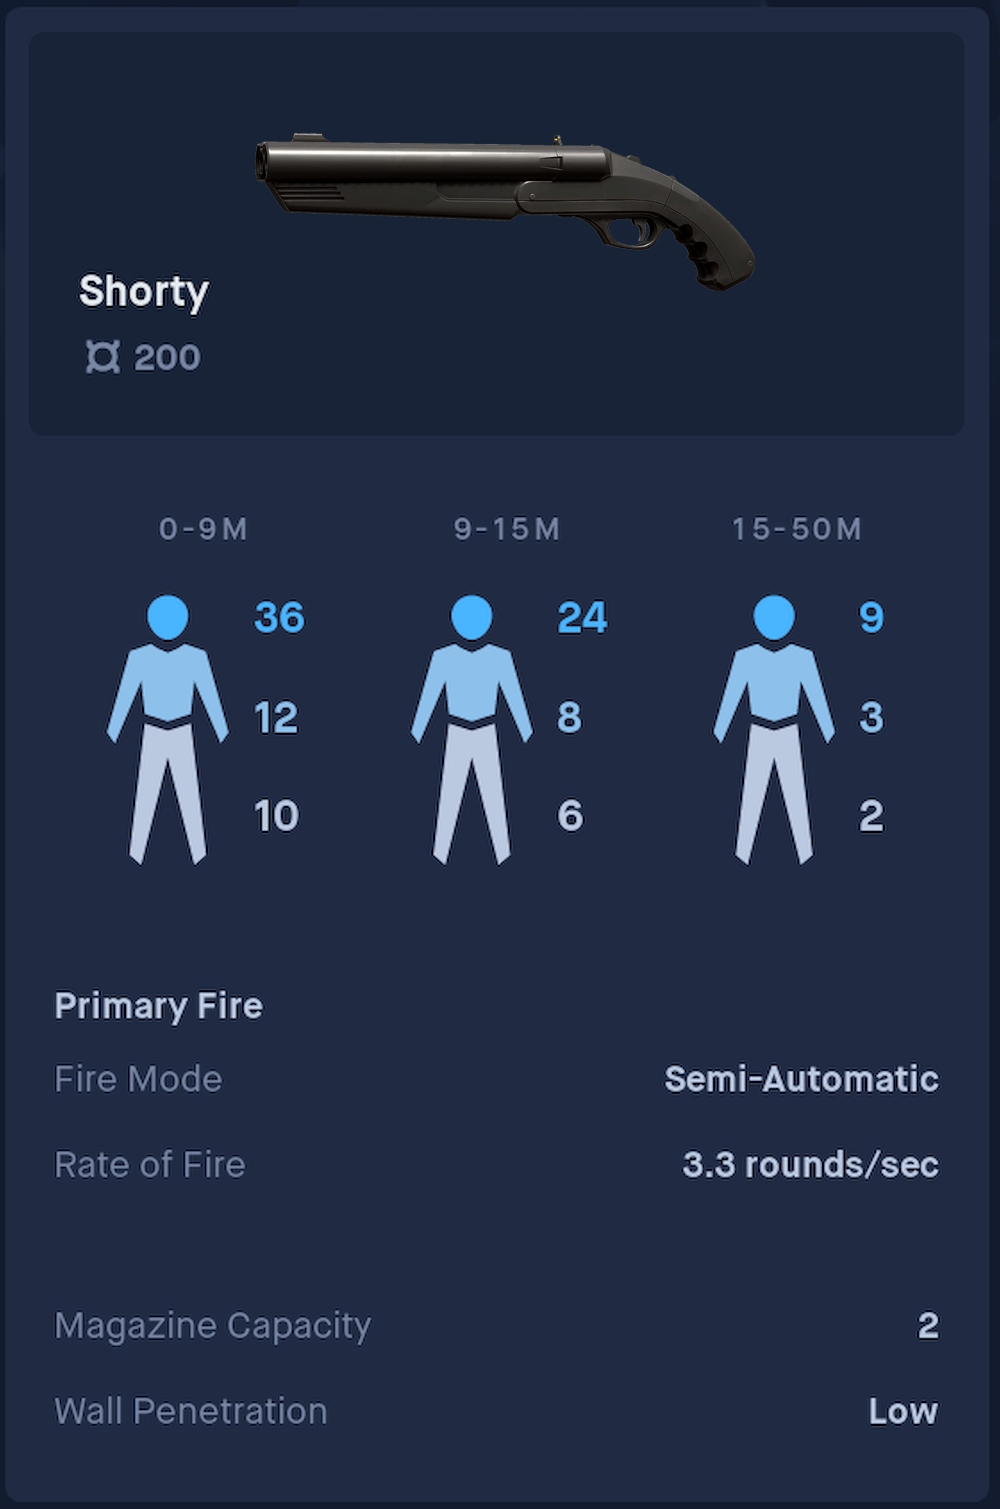 Shorty
¤ 200
0-9M 9-15M 15-50M
36 24 9
12 8 3
10 6 2
Primary Fire
Fire Mode Semi-Automatic
Rate of Fire 3.3 rounds/sec
Magazine Capacity 2
Wall Penetration Low